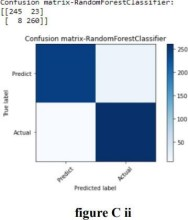 Confusion matrix-RandomForestClassifier:
[[245 23]
[ 8 260]]
Confusion matrix-RandomForestClassifier
Predict
Actual
True label
Predict
Actual
Predicted label
250
200
150
100
50
figure C ii